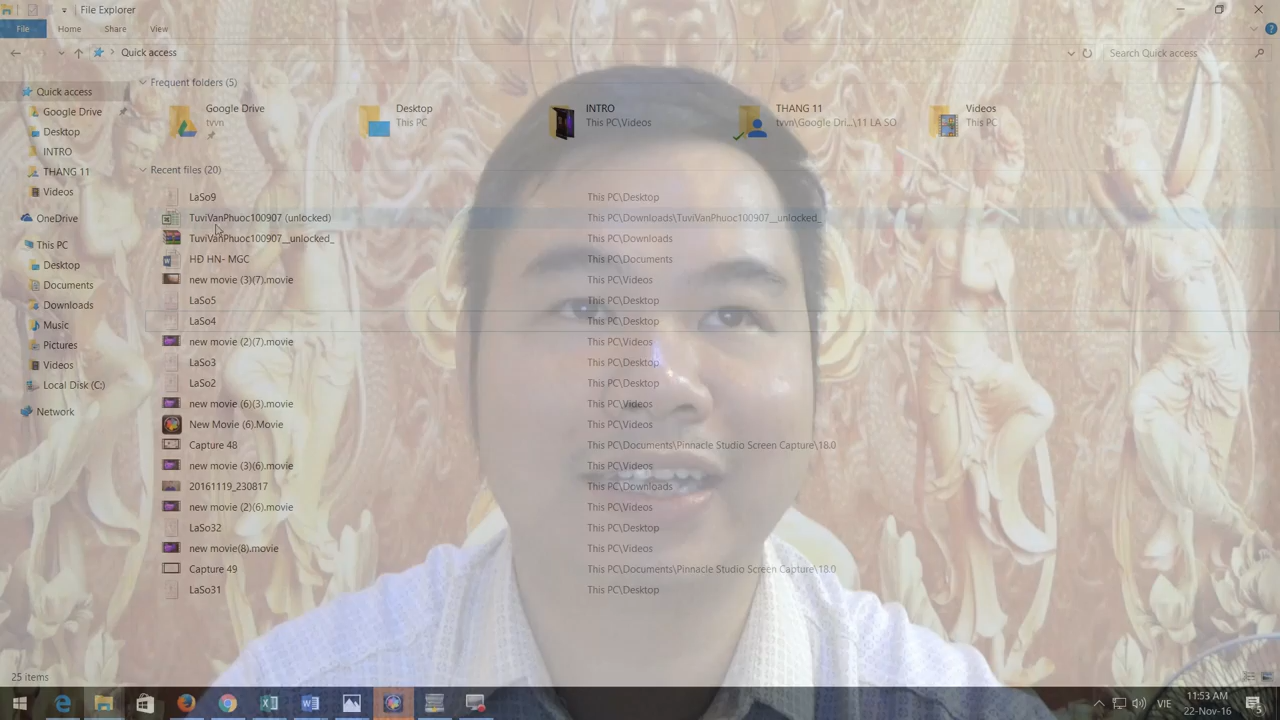 File Explorer
File Home Share View
Quick access
Search Quick access
Quick access
Google Drive
Desktop
INTRO
THANG 11
Videos
OneDrive
This PC
Desktop
Documents
Downloads
Music
Pictures
Videos
Local Disk (C:)
Network
Frequent folders (5)
Google Drive
tvvn
Desktop
This PC
INTRO
This PC\Videos
THANG 11
tvvn\Google Dri...\11 LA SO
Videos
This PC
Recent files (20)
LaSo9 This PC\Desktop
TuviVanPhuoc100907 (unlocked) This PC\Downloads\TuviVanPhuoc100907__unlocked_
TuviVanPhuoc100907__unlocked_ This PC\Downloads
HĐ HN- MGC This PC\Documents
new movie (3)(7).movie This PC\Videos
LaSo5 This PC\Desktop
LaSo4 This PC\Desktop
new movie (2)(7).movie This PC\Videos
LaSo3 This PC\Desktop
LaSo2 This PC\Desktop
new movie (6)(3).movie This PC\Videos
New Movie (6).Movie This PC\Videos
Capture 48 This PC\Documents\Pinnacle Studio Screen Capture\18.0
new movie (3)(6).movie This PC\Videos
20161119_230817 This PC\Downloads
new movie (2)(6).movie This PC\Videos
LaSo32 This PC\Desktop
new movie(8).movie This PC\Videos
Capture 49 This PC\Documents\Pinnacle Studio Screen Capture\18.0
LaSo31 This PC\Desktop
25 items
VIE
11:53 AM
22-Nov-16
5